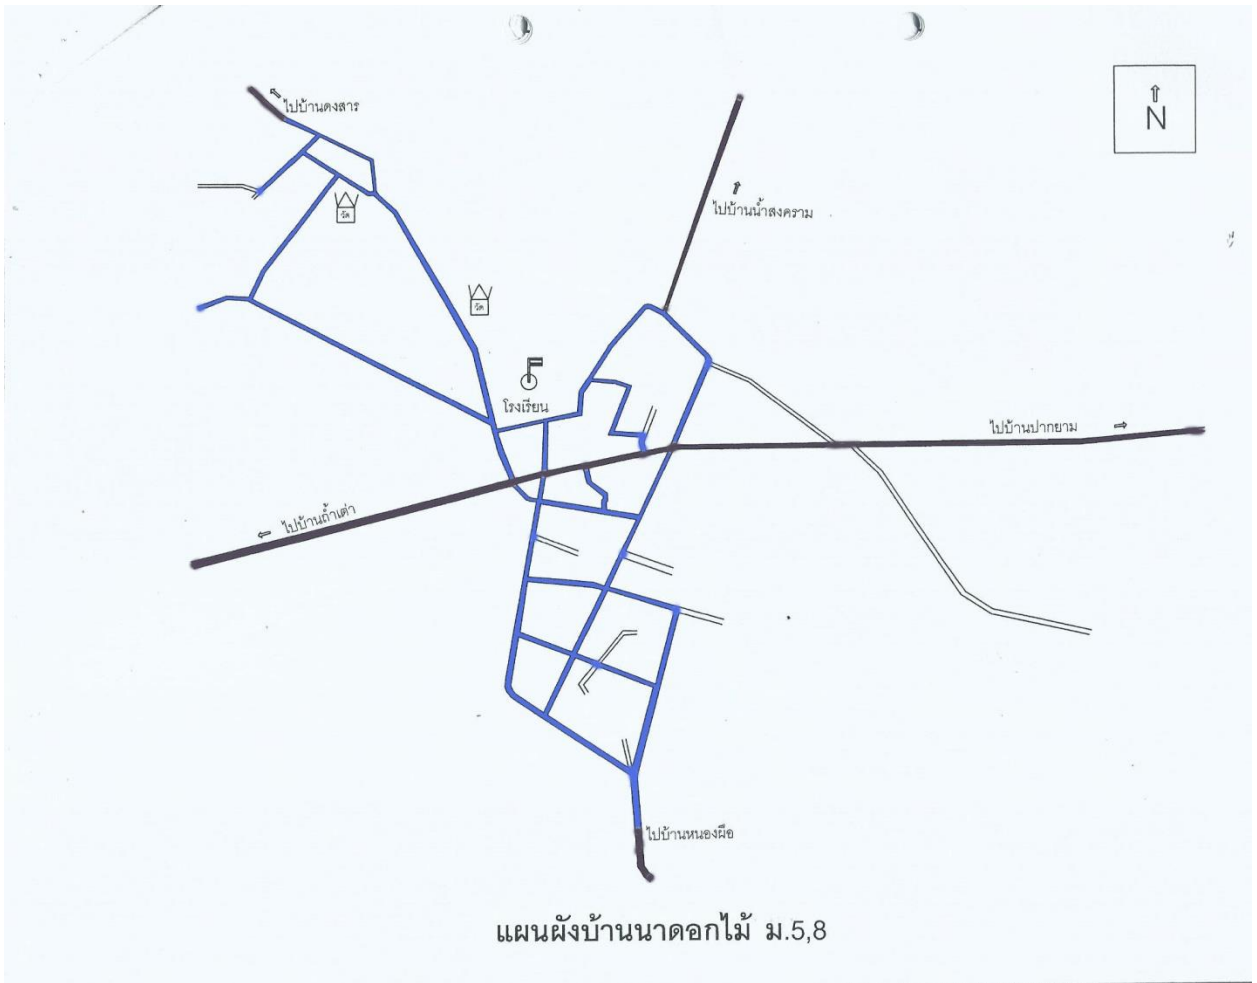 ไปบ้านดงสาร
N
วัด
ไปบ้านน้ำสงคราม
วัด
โรงเรียน
ไปบ้านปากยาม
ไปบ้านถ้ำเต่า
ไปบ้านหนองผือ
แผนผังบ้านนาดอกไม้ ม.5,8